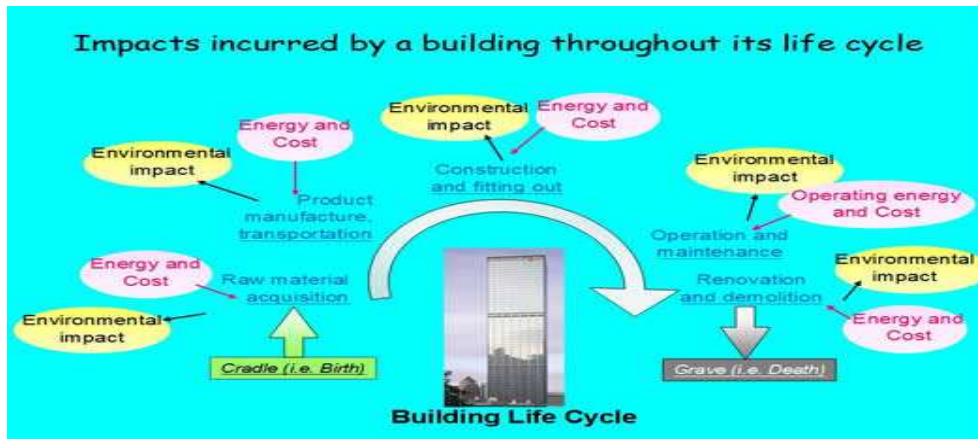 Impacts incurred by a building throughout its life cycle
Environmental
impact
Energy and
Cost
Product
manufacture,
transportation
Environmental
impact
Energy and
Cost
Construction
and fitting out
Environmental
impact
Operating energy
and Cost
Operation and
maintenance
Energy and
Cost
Raw material
acquisition
Environmental
impact
Renovation
and demolition
Environmental
impact
Energy and
Cost
Cradle (i.e. Birth)
Grave (i.e. Death)
Building Life Cycle